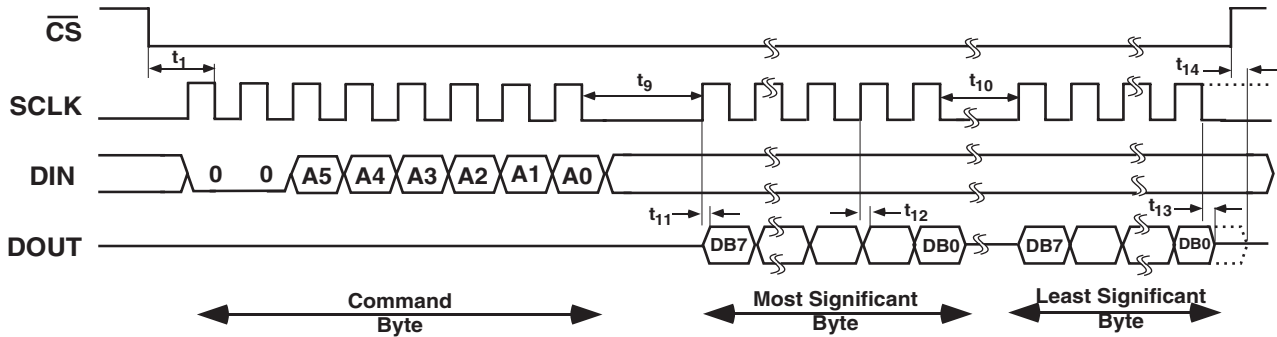 CS
t1
t14
SCLK
t9
t10
DIN
0 0 A5 A4 A3 A2 A1 A0
t11
t12
t13
DOUT
DB7 DB0 DB7 DB0
Command
Byte
Most Significant
Byte
Least Significant
Byte